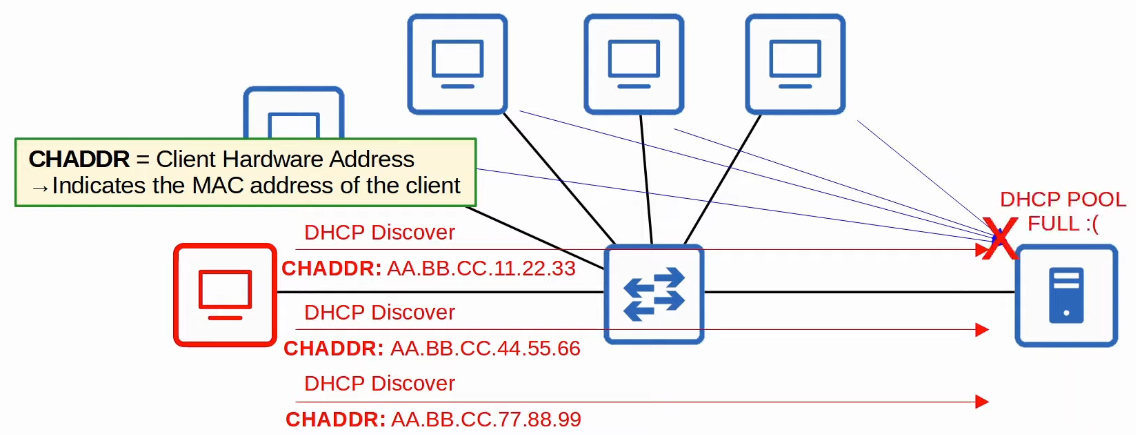 CHADDR = Client Hardware Address
→Indicates the MAC address of the client
DHCP POOL
FULL :(
DHCP Discover
CHADDR: AA.BB.CC.11.22.33
DHCP Discover
CHADDR: AA.BB.CC.44.55.66
DHCP Discover
CHADDR: AA.BB.CC.77.88.99